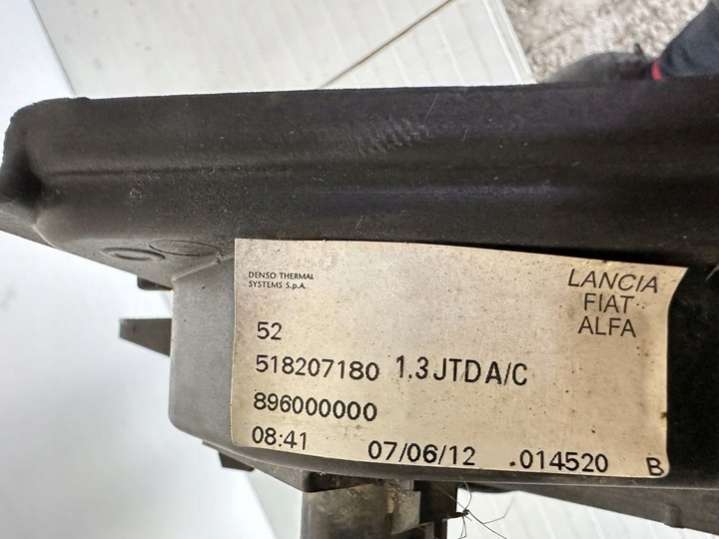 DENSO THERMAL
SYSTEMS S.p.A.
LANCIA
FIAT
ALFA
52
518207180 1.3 JTD A/C
896000000
08:41 07/06/12 .014520 B